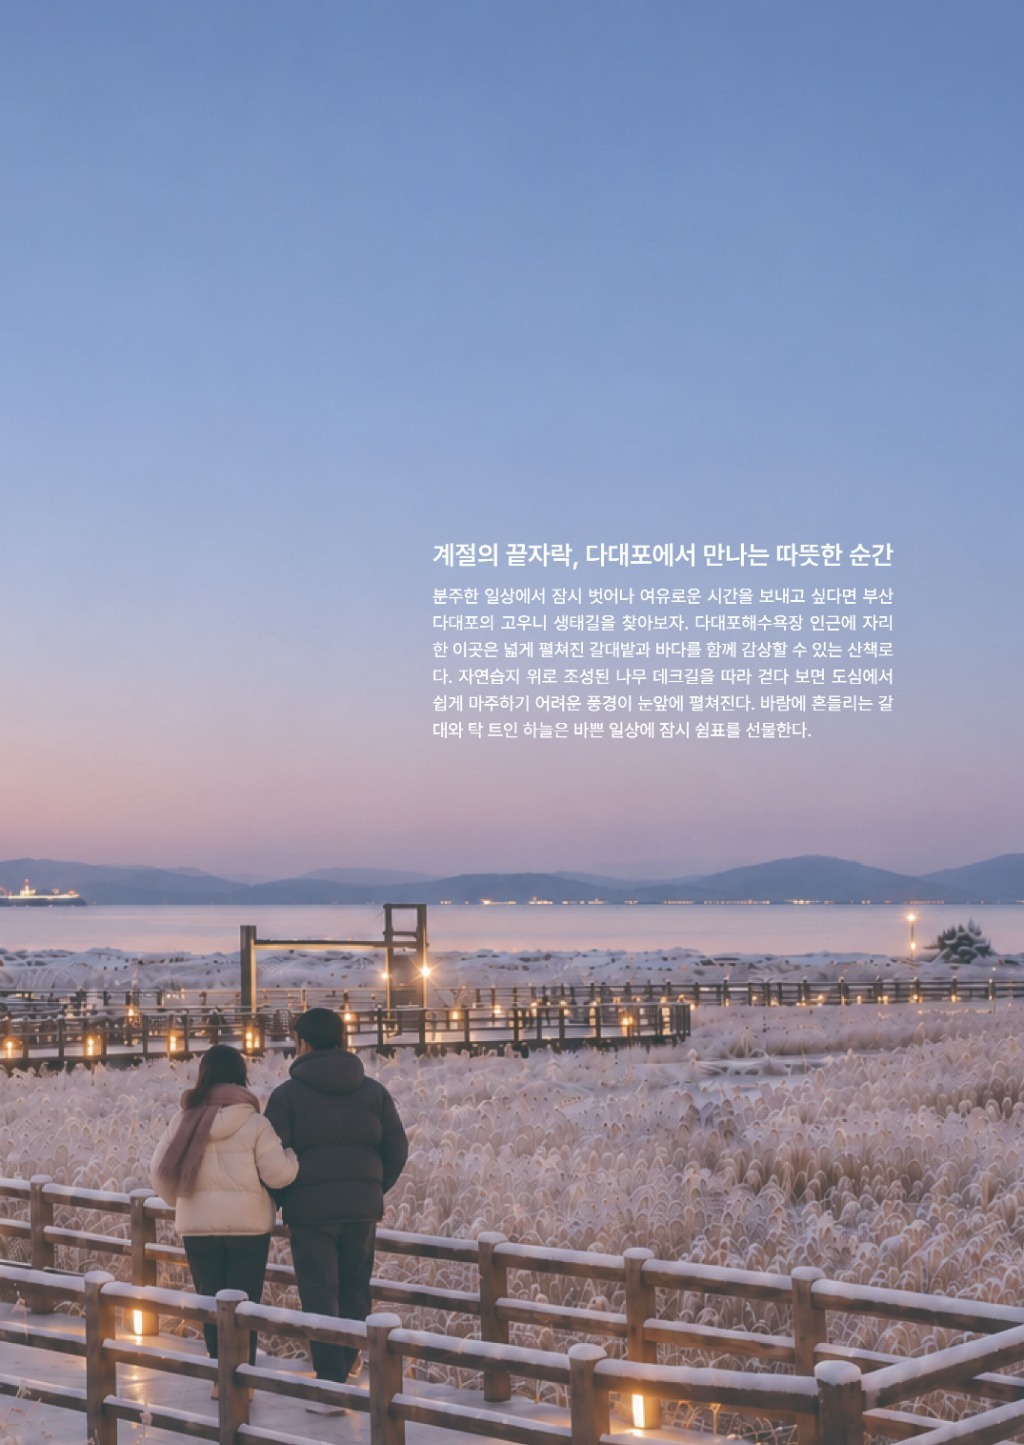 계절의 끝자락, 다대포에서 만나는 따뜻한 순간
분주한 일상에서 잠시 벗어나 여유로운 시간을 보내고 싶다면 부산
다대포의 고우니 생태길을 찾아보자. 다대포해수욕장 인근에 자리
한 이곳은 넓게 펼쳐진 갈대밭과 바다를 함께 감상할 수 있는 산책로
다. 자연습지 위로 조성된 나무 데크길을 따라 걷다 보면 도심에서
쉽게 마주하기 어려운 풍경이 눈앞에 펼쳐진다. 바람에 흔들리는 갈
대와 탁 트인 하늘은 바쁜 일상에 잠시 쉼표를 선물한다.